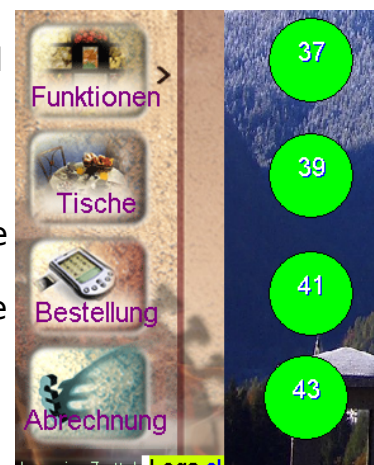 Funktionen
Tische
Bestellung
Abrechnung
37
39
41
43
e
e